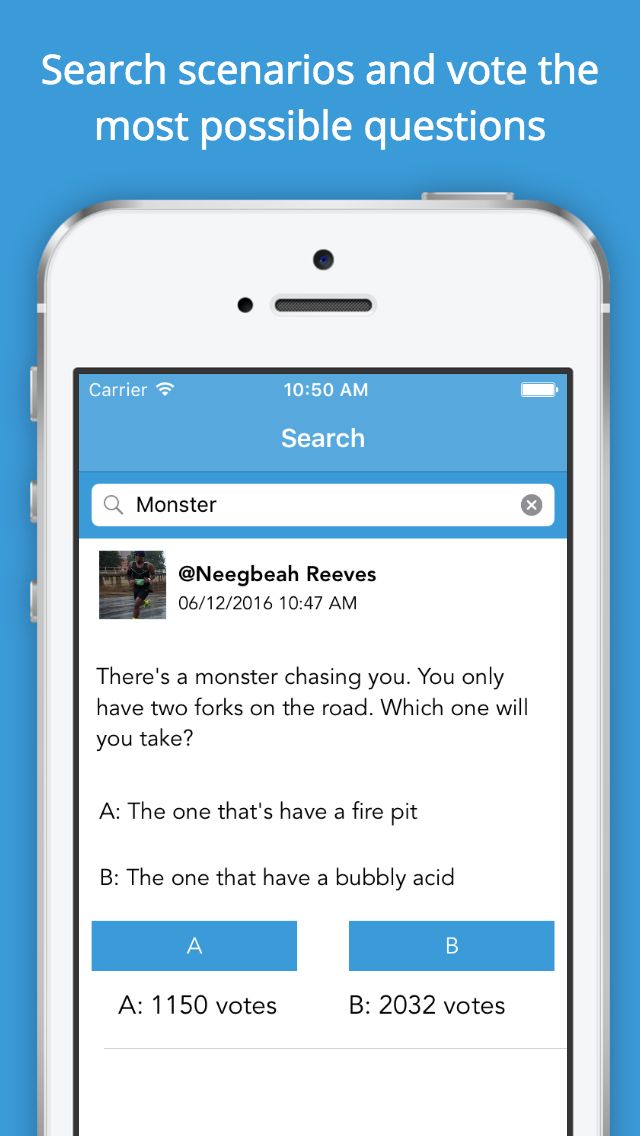 Search scenarios and vote the
most possible questions
Carrier 10:50 AM
Search
Monster
@Neegbeah Reeves
06/12/2016 10:47 AM
There's a monster chasing you. You only
have two forks on the road. Which one will
you take?
A: The one that's have a fire pit
B: The one that have a bubbly acid
A B
A: 1150 votes B: 2032 votes